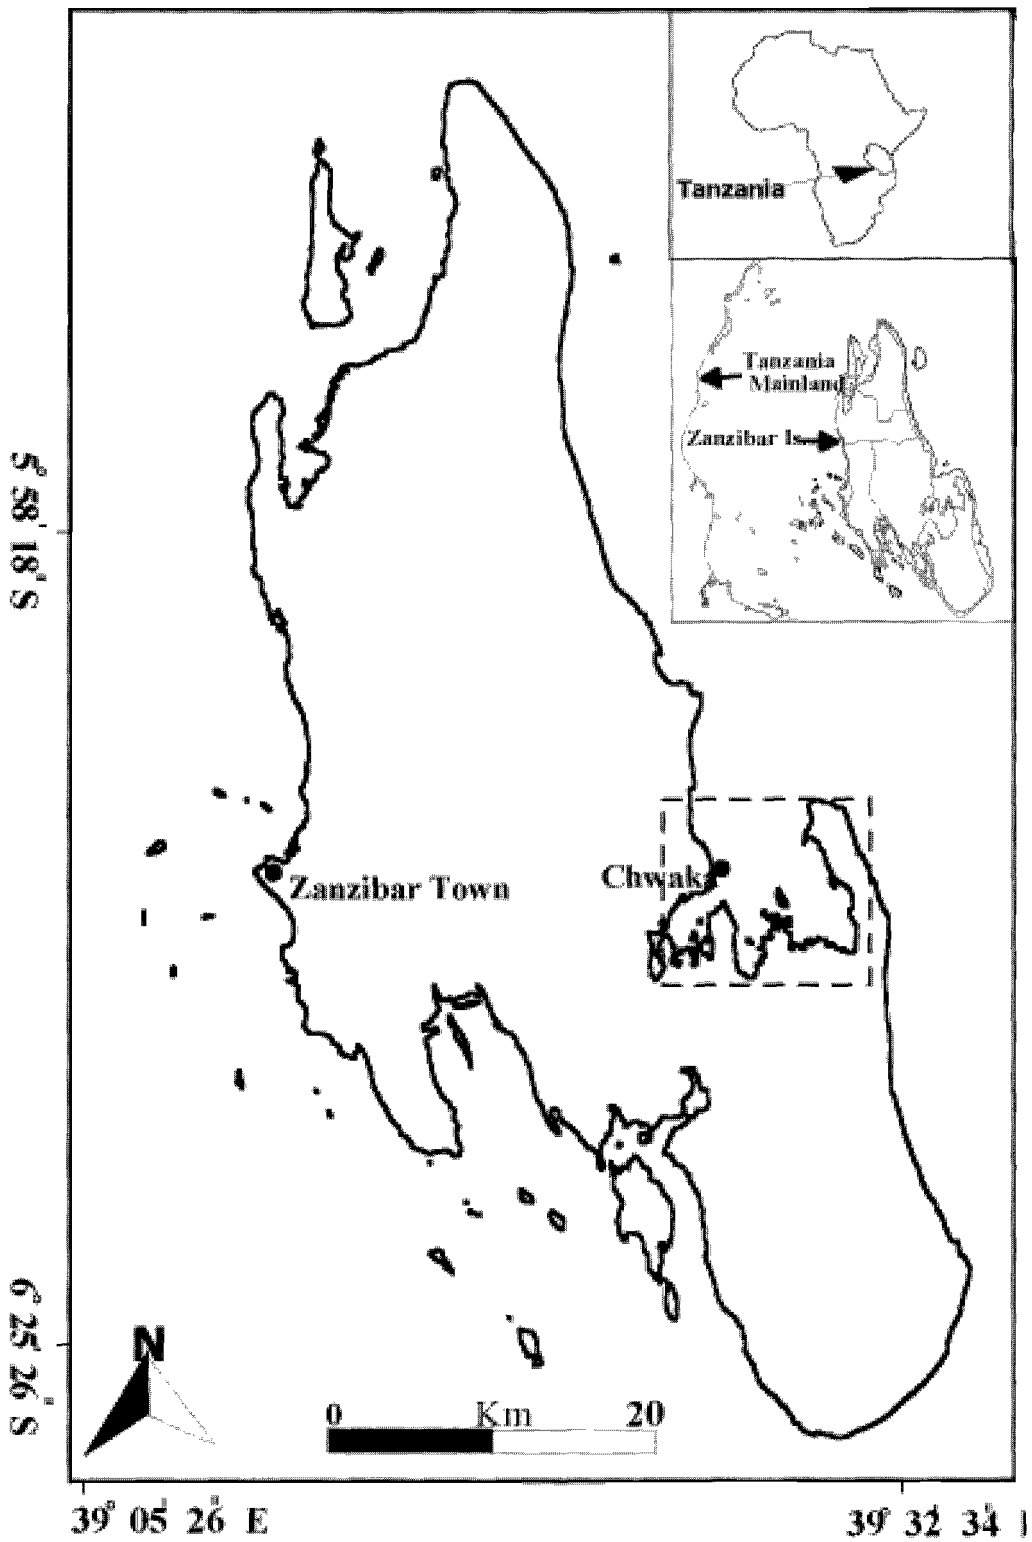 Tanzania
Tanzania
Mainland
Zanzibar Is
5° 58' 18" S
Zanzibar Town
Chwaka
6° 25' 26" S
N
0 Km 20
39° 05' 26" E
39° 32' 34"